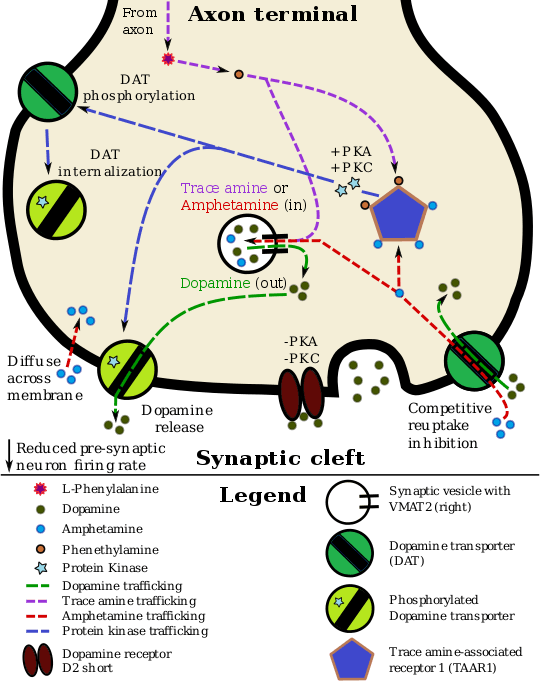 Axon terminal
From
axon
DAT
phosphorylation
DAT
internalization
+PKA
+PKC
Trace amine or
Amphetamine (in)
Dopamine (out)
-PKA
-PKC
Diffuse
across
membrane
Dopamine
release
Competitive
reuptake
inhibition
Reduced pre-synaptic
neuron firing rate
Synaptic cleft
Legend
L-Phenylalanine
Dopamine
Amphetamine
Phenethylamine
Protein Kinase
Dopamine trafficking
Trace amine trafficking
Amphetamine trafficking
Protein kinase trafficking
Dopamine receptor
D2 short
Synaptic vesicle with
VMAT2 (right)
Dopamine transporter
(DAT)
Phosphorylated
Dopamine transporter
Trace amine-associated
receptor 1 (TAAR1)